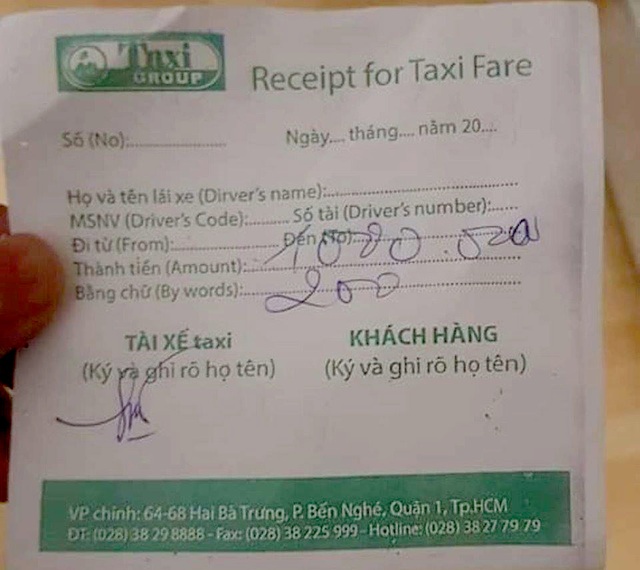 Taxi
GROUP
Receipt for Taxi Fare
Số (No):........................
Ngày.... tháng.... năm 20....
Họ và tên lái xe (Dirver's name):................................................
MSNV (Driver's Code):......... Số tài (Driver's number):......
Đi từ (From):........................ Đến (To):
Thành tiền (Amount):
Bằng chữ (By words): 200
TÀI XẾ taxi
KHÁCH HÀNG
(Ký và ghi rõ họ tên)
(Ký và ghi rõ họ tên)
VP chính: 64-68 Hai Bà Trưng, P. Bến Nghé, Quận 1, Tp.HCM
ĐT: (028) 38 29 8888 - Fax: (028) 38 225 999 - Hotline: (028) 38 27 79 79